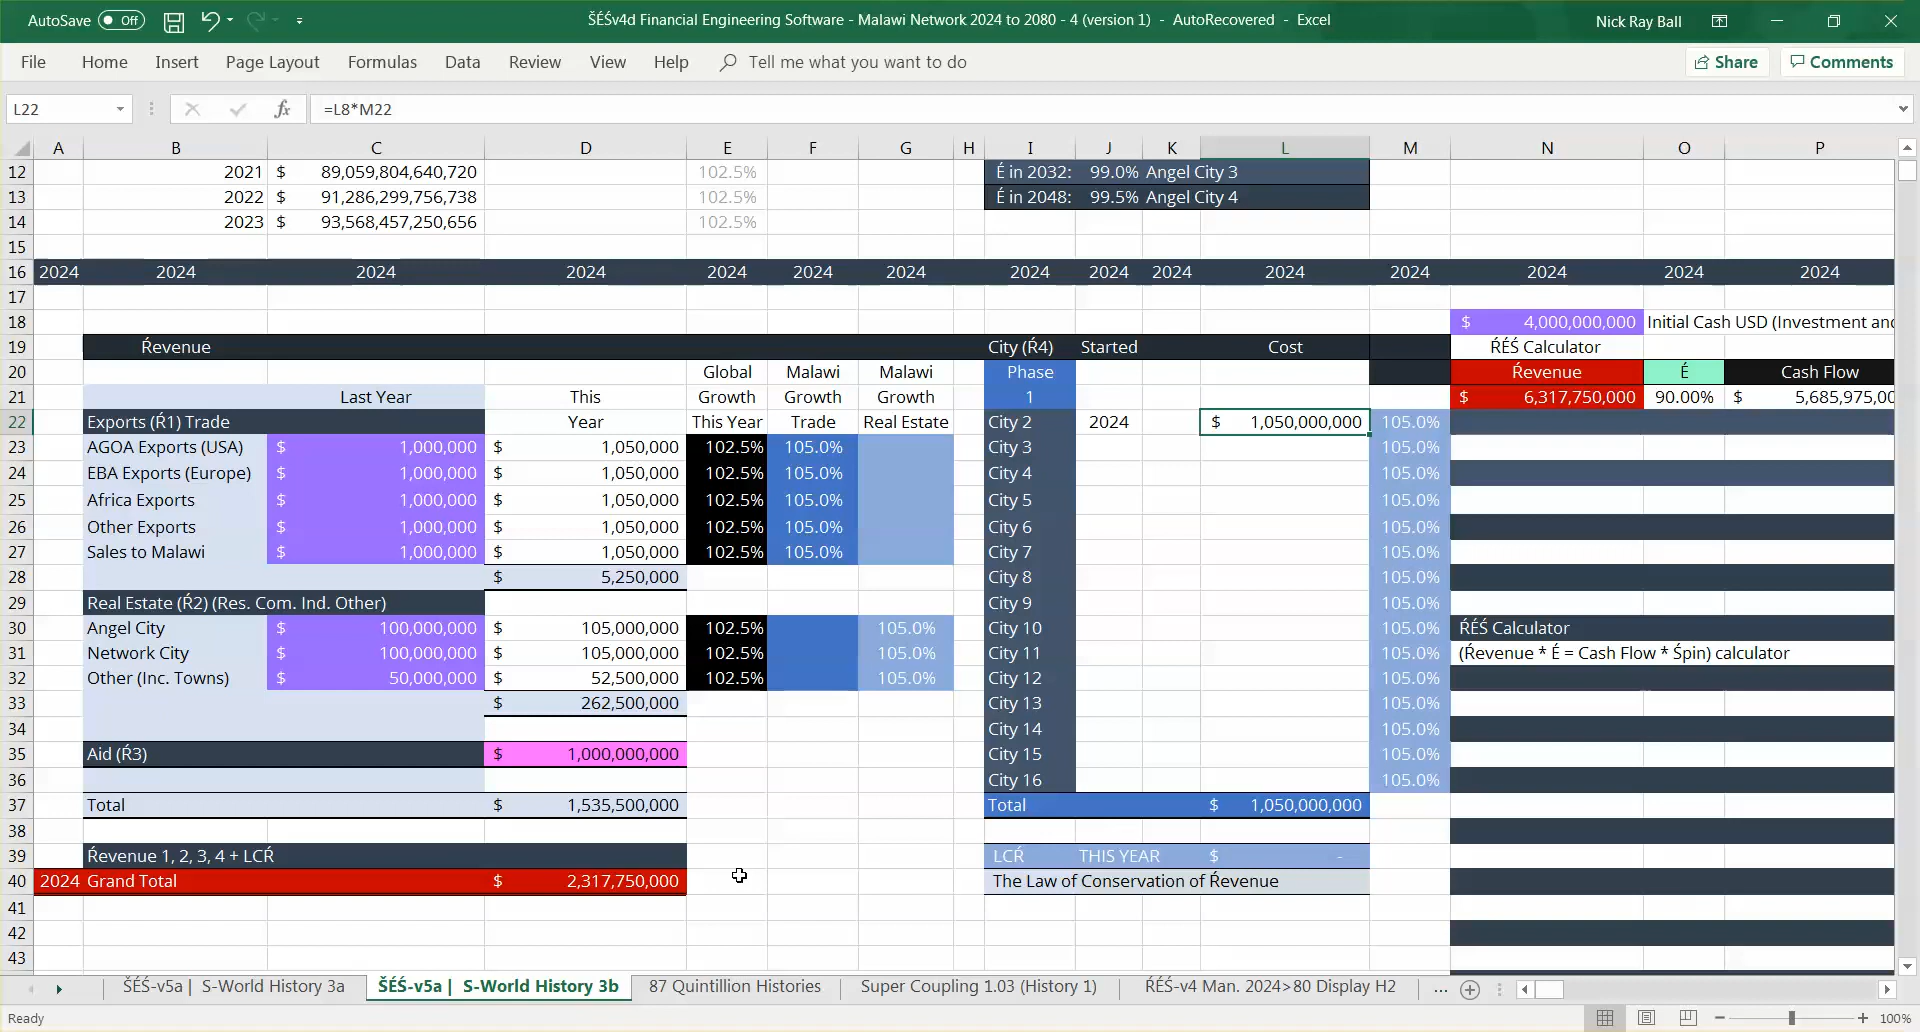 AutoSave Off ŠÉŚv4d Financial Engineering Software - Malawi Network 2024 to 2080 - 4 (version 1) - AutoRecovered - Excel Nick Ray Ball
File Home Insert Page Layout Formulas Data Review View Help Tell me what you want to do Share Comments
L22 fx =L8*M22
A B C D E F G H I J K L M N O P
12 2021 $ 89,059,804,640,720 102.5% É in 2032: 99.0% Angel City 3
13 2022 $ 91,286,299,756,738 102.5% É in 2048: 99.5% Angel City 4
14 2023 $ 93,568,457,250,656 102.5%
15
16 2024 2024 2024 2024 2024 2024 2024 2024 2024 2024 2024 2024 2024 2024 2024
17
18 $ 4,000,000,000 Initial Cash USD (Investment and
19 Ŕevenue City (Ŕ4) Started Cost ŔÉŚ Calculator
20 Global Malawi Malawi Phase Ŕevenue É Cash Flow
21 Last Year This Growth Growth Growth 1 $ 6,317,750,000 90.00% $ 5,685,975,00
22 Exports (Ŕ1) Trade Year This Year Trade Real Estate City 2 2024 $ 1,050,000,000 105.0%
23 AGOA Exports (USA) $ 1,000,000 $ 1,050,000 102.5% 105.0% City 3 105.0%
24 EBA Exports (Europe) $ 1,000,000 $ 1,050,000 102.5% 105.0% City 4 105.0%
25 Africa Exports $ 1,000,000 $ 1,050,000 102.5% 105.0% City 5 105.0%
26 Other Exports $ 1,000,000 $ 1,050,000 102.5% 105.0% City 6 105.0%
27 Sales to Malawi $ 1,000,000 $ 1,050,000 102.5% 105.0% City 7 105.0%
28 $ 5,250,000 City 8 105.0%
29 Real Estate (Ŕ2) (Res. Com. Ind. Other) City 9 105.0%
30 Angel City $ 100,000,000 $ 105,000,000 102.5% 105.0% City 10 105.0% ŔÉŚ Calculator
31 Network City $ 100,000,000 $ 105,000,000 102.5% 105.0% City 11 105.0% (Ŕevenue * É = Cash Flow * Śpin) calculator
32 Other (Inc. Towns) $ 50,000,000 $ 52,500,000 102.5% 105.0% City 12 105.0%
33 $ 262,500,000 City 13 105.0%
34 City 14 105.0%
35 Aid (Ŕ3) $ 1,000,000,000 City 15 105.0%
36 City 16 105.0%
37 Total $ 1,535,500,000 Total $ 1,050,000,000
38
39 Ŕevenue 1, 2, 3, 4 + LCŔ LCŔ THIS YEAR $ -
40 2024 Grand Total $ 2,317,750,000 The Law of Conservation of Ŕevenue
41
42
43
ŠÉŚ-v5a | S-World History 3a ŠÉŚ-v5a | S-World History 3b 87 Quintillion Histories Super Coupling 1.03 (History 1) ŔÉŚ-v4 Man. 2024>80 Display H2 ...
Ready 100%